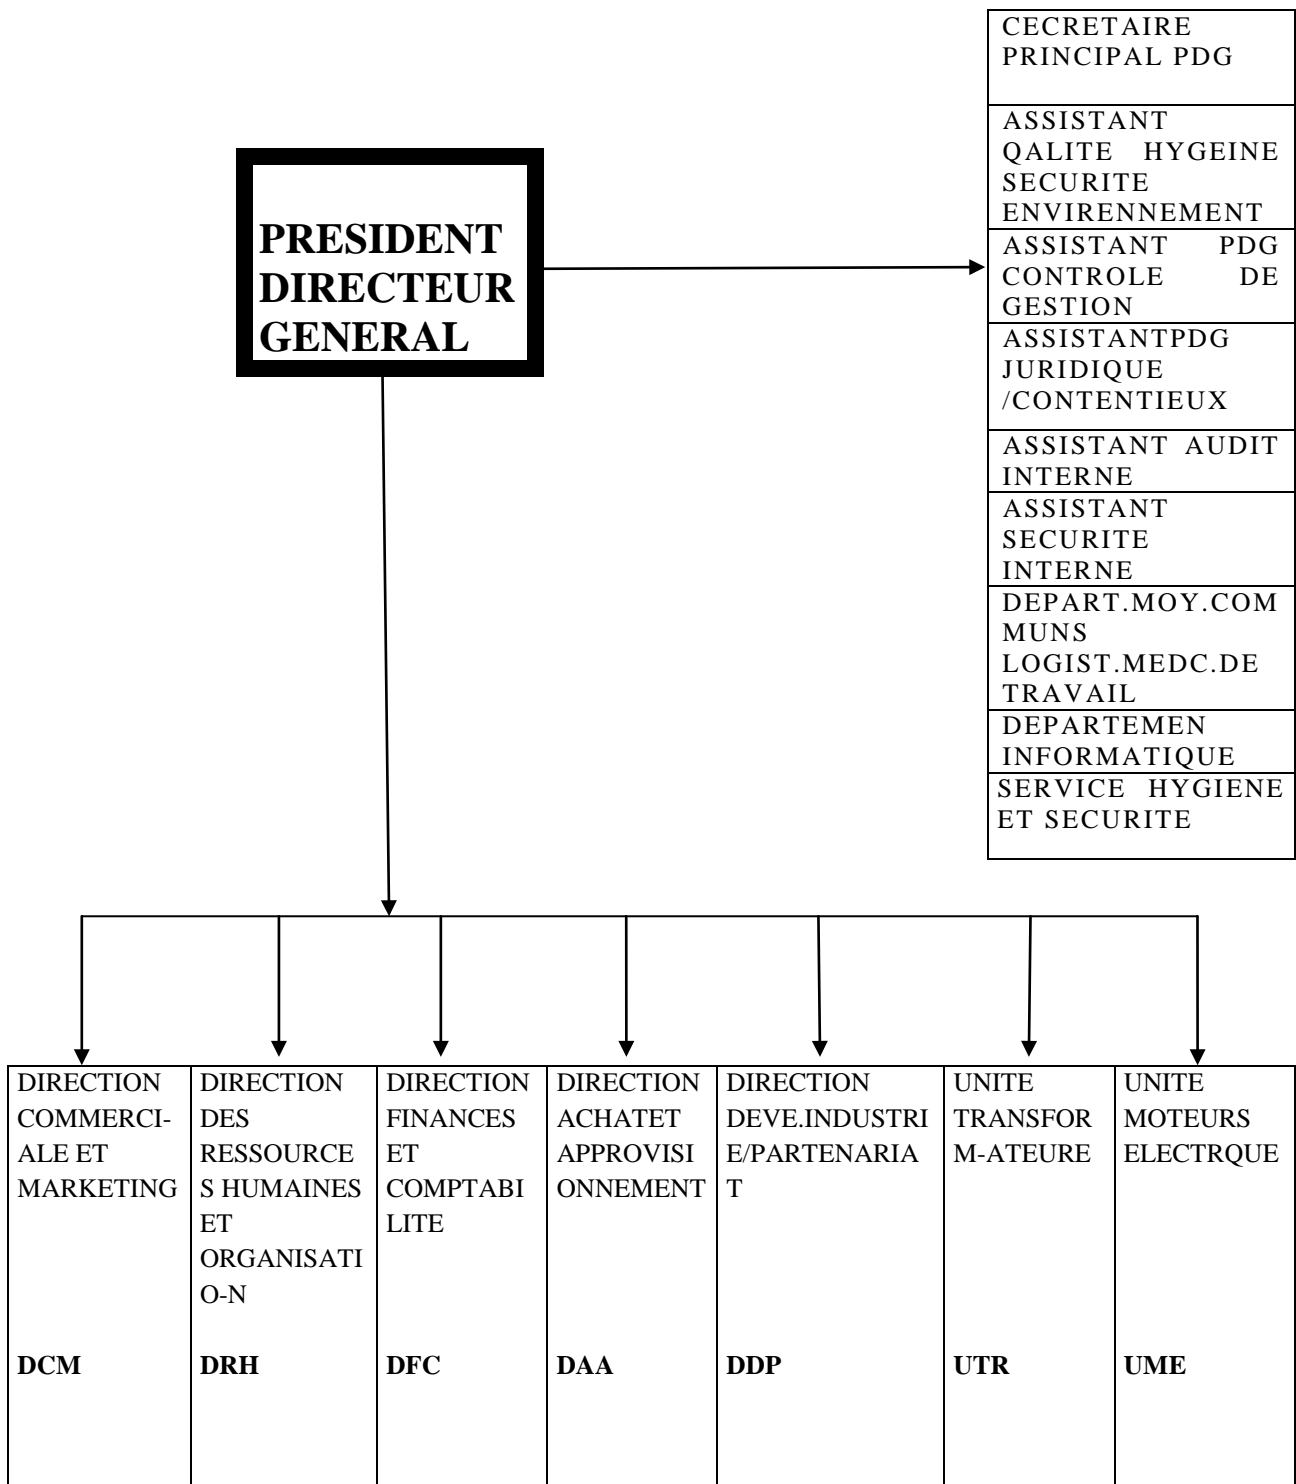 CECRETAIRE
PRINCIPAL PDG
ASSISTANT
QALITE HYGEINE
SECURITE
ENVIRENNEMENT
ASSISTANT PDG
CONTROLE DE
GESTION
ASSISTANTPDG
JURIDIQUE
/CONTENTIEUX
ASSISTANT AUDIT
INTERNE
ASSISTANT
SECURITE
INTERNE
DEPART.MOY.COM
MUNS
LOGIST.MEDC.DE
TRAVAIL
DEPARTEMEN
INFORMATIQUE
SERVICE HYGIENE
ET SECURITE
PRESIDENT
DIRECTEUR
GENERAL
DIRECTION
COMMERCI-
ALE ET
MARKETING
DCM
DIRECTION
DES
RESSOURCE
S HUMAINES
ET
ORGANISATI
O-N
DRH
DIRECTION
FINANCES
ET
COMPTABI
LITE
DFC
DIRECTION
ACHATET
APPROVISI
ONNEMENT
DAA
DIRECTION
DEVE.INDUSTRI
E/PARTENARIA
T
DDP
UNITE
TRANSFOR
M-ATEURE
UTR
UNITE
MOTEURS
ELECTRQUE
UME